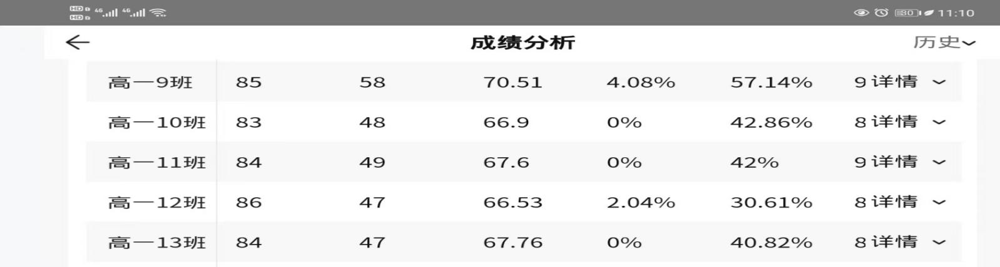 HD 1 4G 4G 30 11:10
HD 2
成绩分析 历史
高一9班 85 58 70.51 4.08% 57.14% 9 详情
高一10班 83 48 66.9 0% 42.86% 8 详情
高一11班 84 49 67.6 0% 42% 9 详情
高一12班 86 47 66.53 2.04% 30.61% 8 详情
高一13班 84 47 67.76 0% 40.82% 8 详情